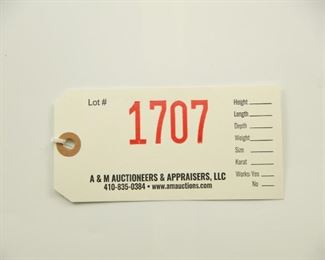 Lot #
1707
Height
Length
Depth
Weight
Size
Karat
Works Yes
No
A & M AUCTIONEERS & APPRAISERS, LLC
410-835-0384 • www.amauctions.com